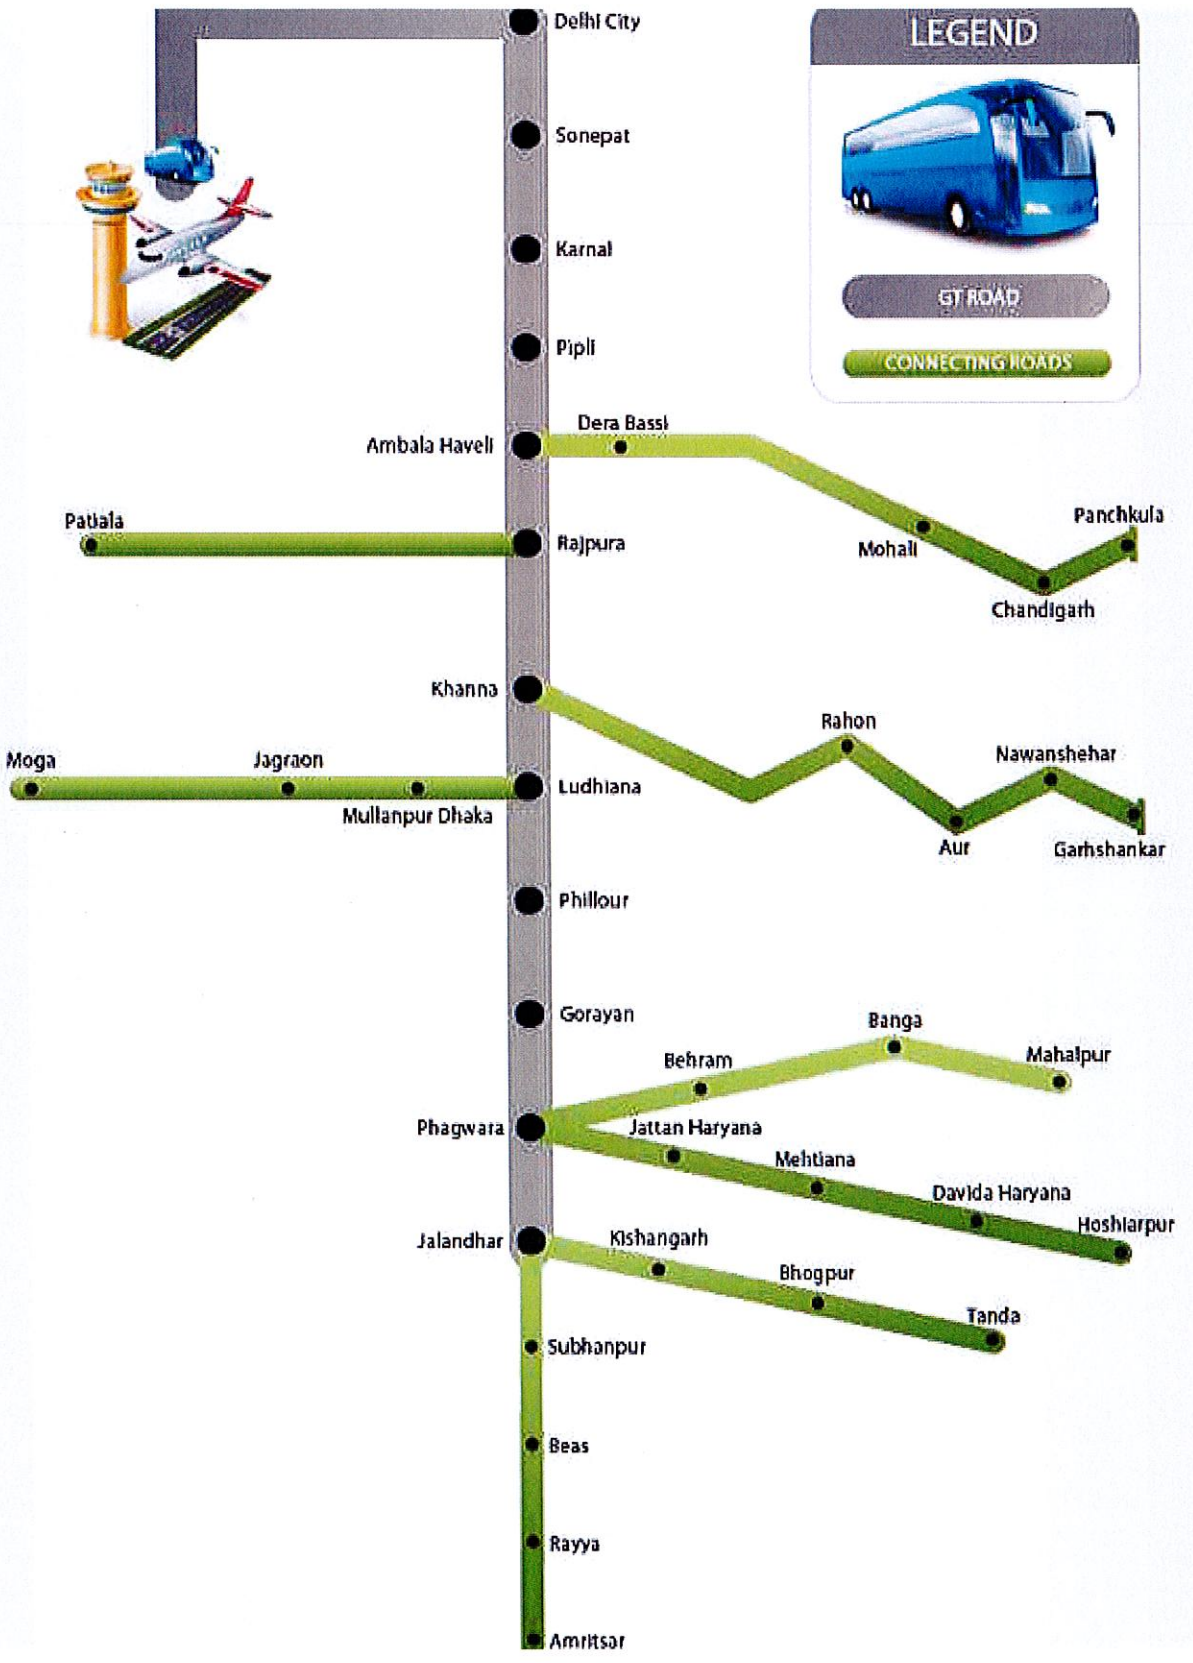 Delhi City
LEGEND
Sonepat
Karnal
GT ROAD
Pipli
CONNECTING ROADS
Dera Bassi
Ambala Haveli
Patiala
Rajpura
Panchkula
Mohali
Chandigarh
Khanna
Rahon
Nawanshehar
Moga
Jagraon
Ludhiana
Mullanpur Dhaka
Aur
Garhshankar
Phillour
Gorayan
Banga
Mahalpur
Behram
Phagwara
Jattan Haryana
Mehtiana
Davida Haryana
Hoshiarpur
Jalandhar
Kishangarh
Bhogpur
Tanda
Subhanpur
Beas
Rayya
Amritsar